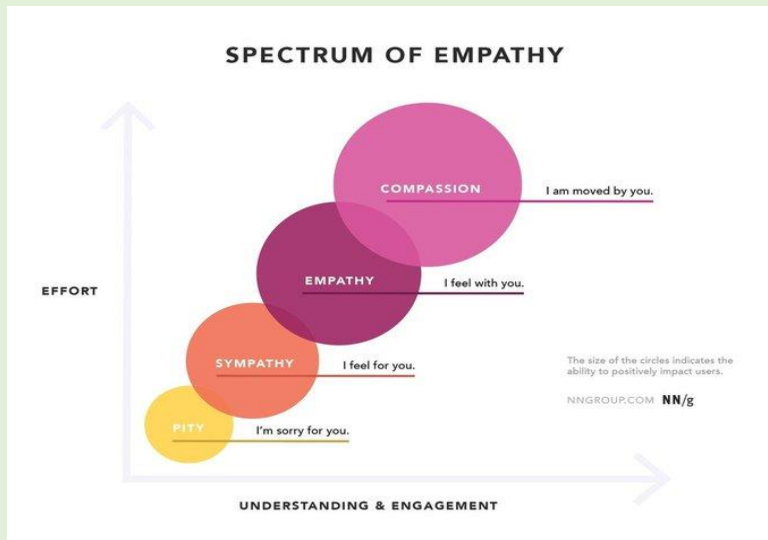 SPECTRUM OF EMPATHY
COMPASSION
I am moved by you.
EMPATHY
I feel with you.
EFFORT
SYMPATHY
I feel for you.
The size of the circles indicates the
ability to positively impact users.
NNGROUP.COM NN/g
PITY
I'm sorry for you.
UNDERSTANDING & ENGAGEMENT